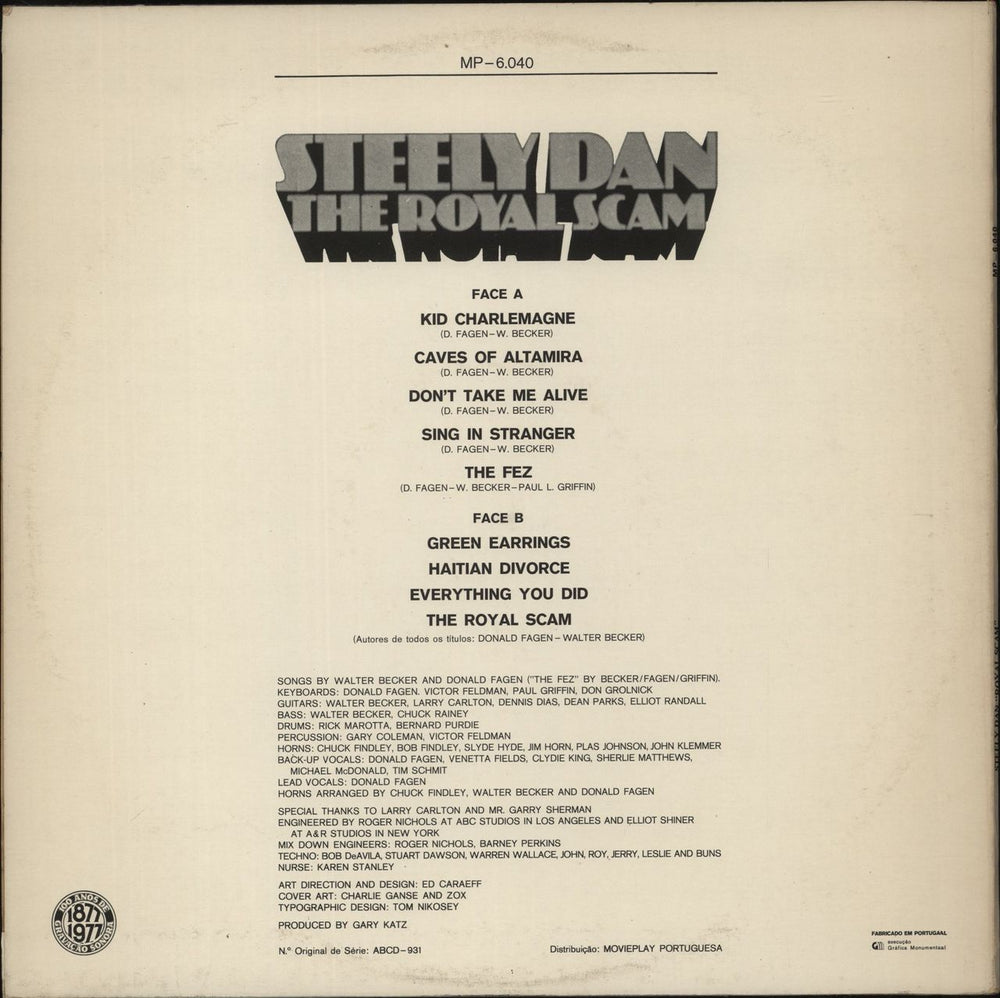 MP-6.040
STEELY DAN
THE ROYAL SCAM
FACE A
KID CHARLEMAGNE
(D. FAGEN-W. BECKER)
CAVES OF ALTAMIRA
(D. FAGEN-W. BECKER)
DON'T TAKE ME ALIVE
(D. FAGEN-W. BECKER)
SING IN STRANGER
(D. FAGEN-W. BECKER)
THE FEZ
(D. FAGEN-W. BECKER-PAUL L. GRIFFIN)
FACE B
GREEN EARRINGS
HAITIAN DIVORCE
EVERYTHING YOU DID
THE ROYAL SCAM
(Autores de todos os títulos: DONALD FAGEN-WALTER BECKER)
SONGS BY WALTER BECKER AND DONALD FAGEN ("THE FEZ" BY BECKER/FAGEN/GRIFFIN).
KEYBOARDS: DONALD FAGEN. VICTOR FELDMAN, PAUL GRIFFIN, DON GROLNICK
GUITARS: WALTER BECKER, LARRY CARLTON, DENNIS DIAS, DEAN PARKS, ELLIOT RANDALL
BASS: WALTER BECKER, CHUCK RAINEY
DRUMS: RICK MAROTTA, BERNARD PURDIE
PERCUSSION: GARY COLEMAN, VICTOR FELDMAN
HORNS: CHUCK FINDLEY, BOB FINDLEY, SLYDE HYDE, JIM HORN, PLAS JOHNSON, JOHN KLEMMER
BACK-UP VOCALS: DONALD FAGEN, VENETTA FIELDS, CLYDIE KING, SHERLIE MATTHEWS,
MICHAEL McDONALD, TIM SCHMIT
LEAD VOCALS: DONALD FAGEN
HORNS ARRANGED BY CHUCK FINDLEY, WALTER BECKER AND DONALD FAGEN
SPECIAL THANKS TO LARRY CARLTON AND MR. GARRY SHERMAN
ENGINEERED BY ROGER NICHOLS AT ABC STUDIOS IN LOS ANGELES AND ELLIOT SHINER
AT A&R STUDIOS IN NEW YORK
MIX DOWN ENGINEERS: ROGER NICHOLS, BARNEY PERKINS
TECHNO: BOB DeAVILA, STUART DAWSON, WARREN WALLACE, JOHN, ROY, JERRY, LESLIE AND BUNS
NURSE: KAREN STANLEY
ART DIRECTION AND DESIGN: ED CARAEFF
COVER ART: CHARLIE GANSE AND ZOX
TYPOGRAPHIC DESIGN: TOM NIKOSEY
PRODUCED BY GARY KATZ
N.º Original de Série: ABCD-931
Distribuição: MOVIEPLAY PORTUGUESA
100 ANOS DE
1877
1977
GRAVAÇÃO SONORA
FABRICADO EM PORTUGAAL
execução
Gráfica Monumentaal